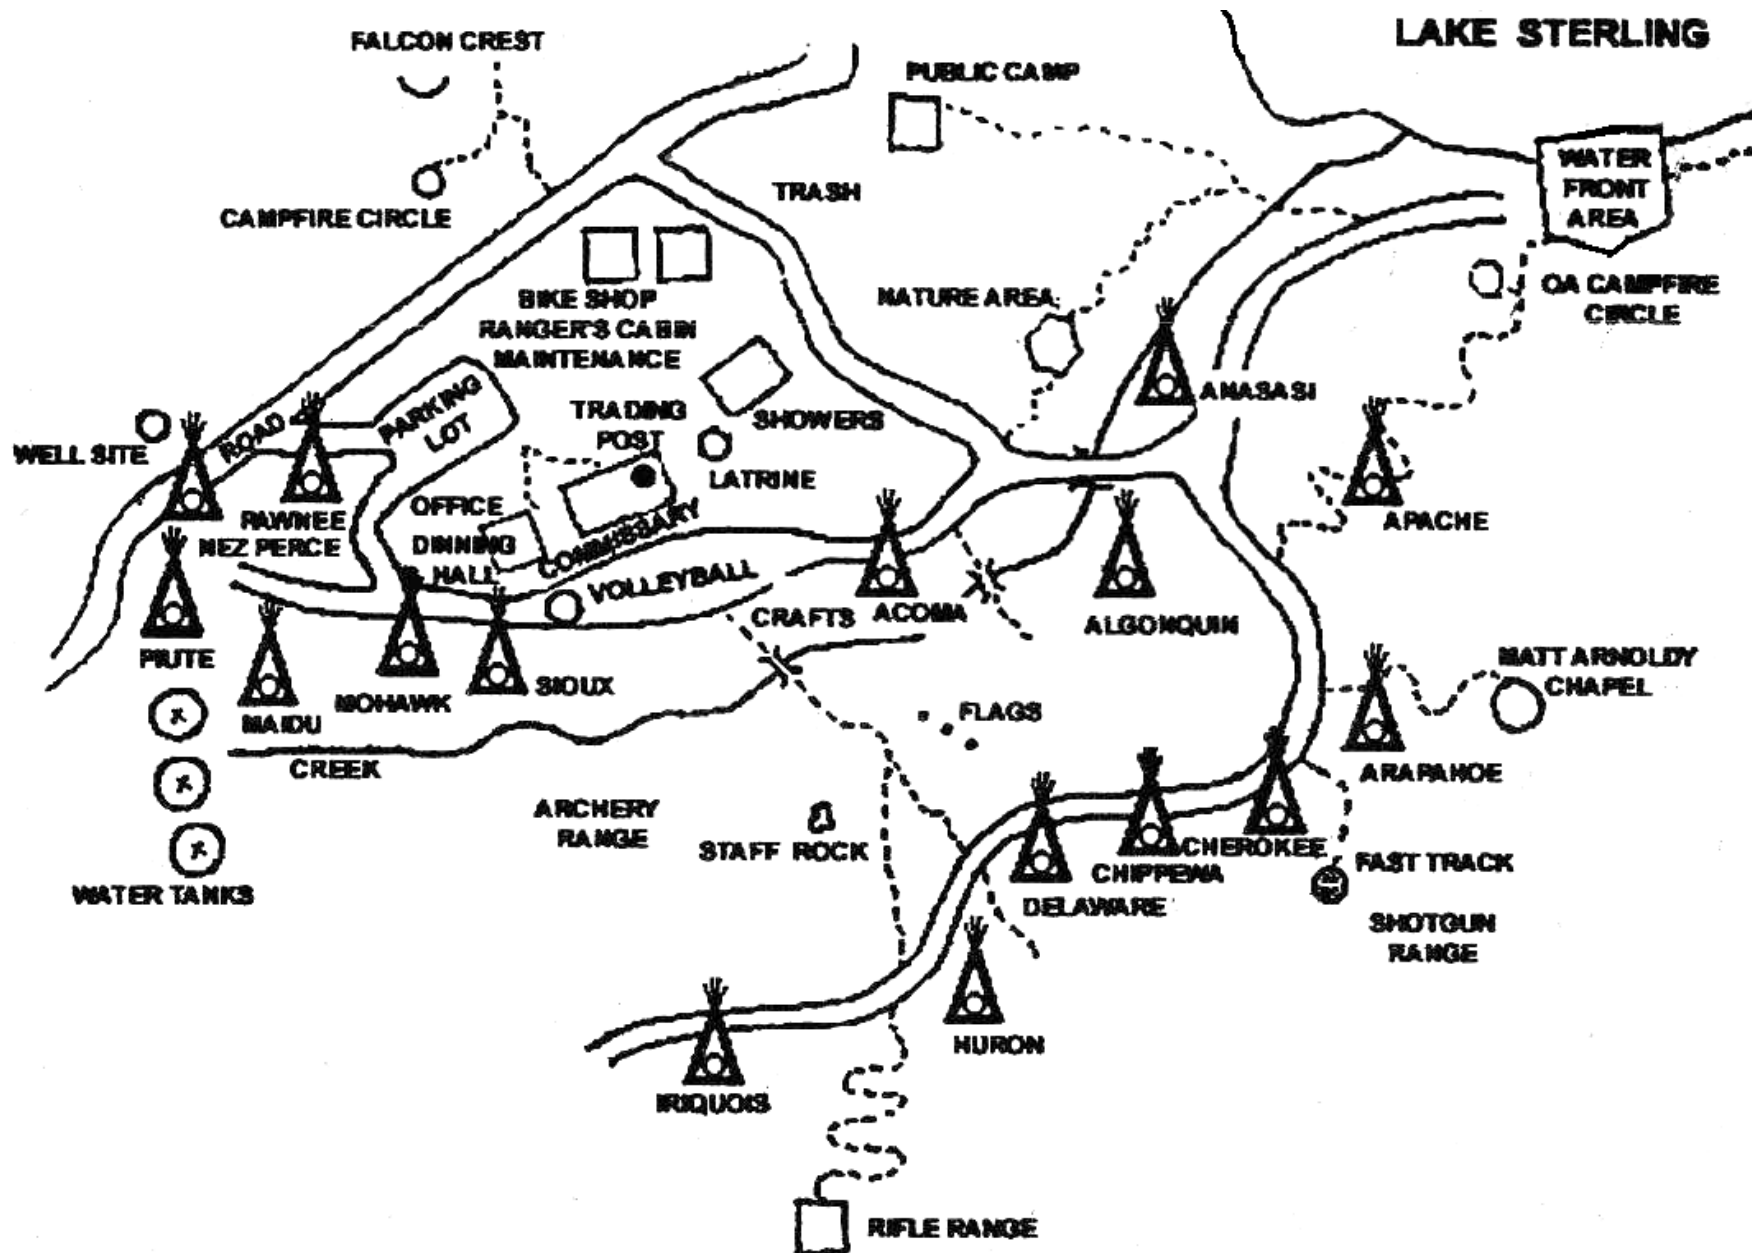 LAKE STERLING
FALCON CREST
PUBLIC CAMP
WATER
FRONT
AREA
TRASH
CAMPFIRE CIRCLE
BIKE SHOP
RANGER'S CABIN
MAINTENANCE
NATURE AREA
OA CAMPFIRE
CIRCLE
ANASASI
PARKING
LOT
ROAD
TRADING
POST
SHOWERS
WELL SITE
LATRINE
OFFICE
PAWNEE
NEZ PERCE
DINNING
HALL
COMMISSARY
APACHE
VOLLEYBALL
CRAFTS
ACOMA
ALGONQUIN
PIUTE
MAIDU
MOHAWK
SIOUX
MATT ARNOLDY
CHAPEL
FLAGS
CREEK
ARAPAHOE
ARCHERY
RANGE
STAFF ROCK
CHEROKEE
CHIPPEWA
DELAWARE
FAST TRACK
WATER TANKS
SHOTGUN
RANGE
HURON
IRIQUOIS
RIFLE RANGE